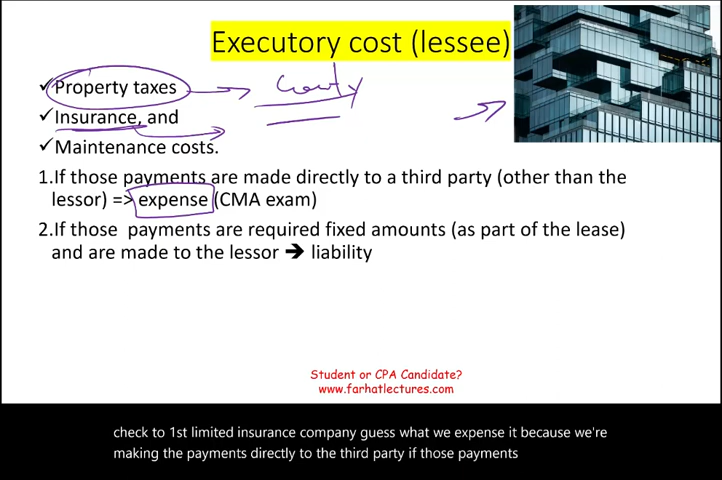 Executory cost (lessee)
✓Property taxes
County
✓Insurance, and
✓Maintenance costs.
1.If those payments are made directly to a third party (other than the
lessor) => expense (CMA exam)
2.If those payments are required fixed amounts (as part of the lease)
and are made to the lessor → liability
Student or CPA Candidate?
www.farhatlectures.com
check to 1st limited insurance company guess what we expense it because we're
making the payments directly to the third party if those payments